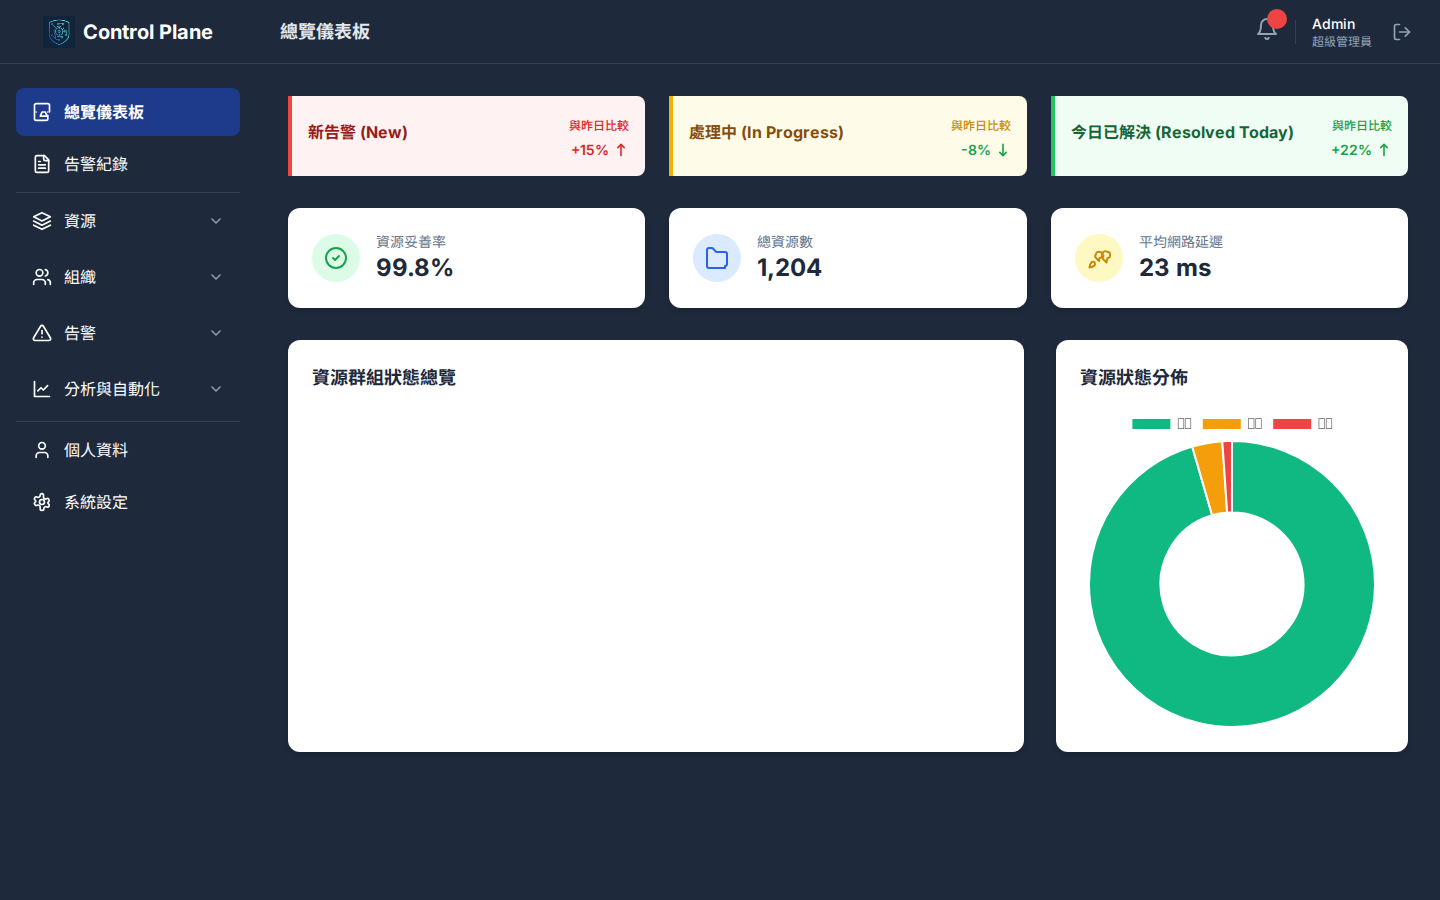 Control Plane
總覽儀表板
Admin
超級管理員
總覽儀表板
告警紀錄
資源
組織
告警
分析與自動化
個人資料
系統設定
新告警 (New)
與昨日比較
+15% ↑
處理中 (In Progress)
與昨日比較
-8% ↓
今日已解決 (Resolved Today)
與昨日比較
+22% ↑
資源妥善率
99.8%
總資源數
1,204
平均網路延遲
23 ms
資源群組狀態總覽
資源狀態分佈